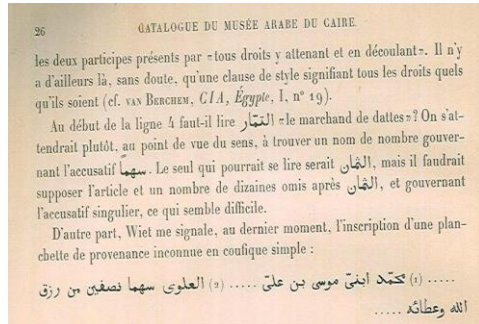 26 CATALOGUE DU MUSÉE ARABE DU CAIRE.
les deux participes présents par «tous droits y attenant et en découlant». Il n'y
a d'ailleurs là, sans doute, qu'une clause de style signifiant tous les droits quels
qu'ils soient (cf. VAN BERCHEM, CIA, Égypte, I, n° 19).
Au début de la ligne 4 faut-il lire التمّار «le marchand de dattes»? On s'at-
tendrait plutôt, au point de vue du sens, à trouver un nom de nombre gouver-
nant l'accusatif سهماً. Le seul qui pourrait se lire serait الثمان, mais il faudrait
supposer l'article et un nombre de dizaines omis après الثمان, et gouvernant
l'accusatif singulier, ce qui semble difficile.
D'autre part, Wiet me signale, au dernier moment, l'inscription d'une plan-
chette de provenance inconnue en coufique simple :
..... (1) محمّد ابنىّ موسى بن علىّ ..... (2) العلوى سهما نصفين من رزق
الله وعطائه .....